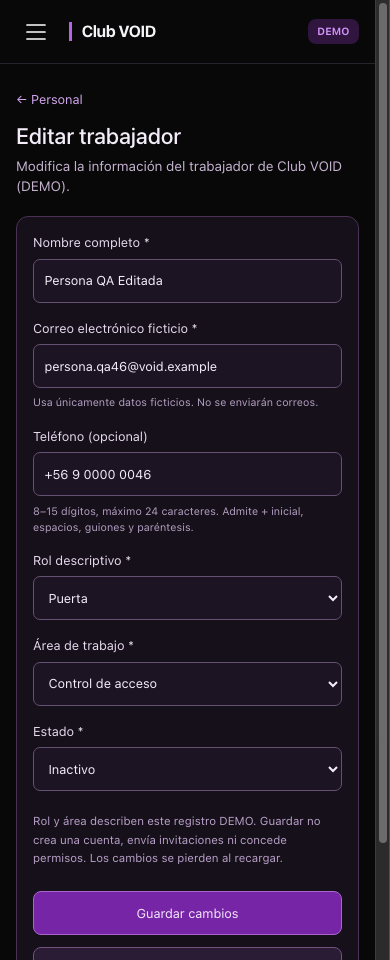 Club VOID
DEMO
← Personal
Editar trabajador
Modifica la información del trabajador de Club VOID
(DEMO).
Nombre completo *
Persona QA Editada
Correo electrónico ficticio *
persona.qa46@void.example
Usa únicamente datos ficticios. No se enviarán correos.
Teléfono (opcional)
+56 9 0000 0046
8–15 dígitos, máximo 24 caracteres. Admite + inicial,
espacios, guiones y paréntesis.
Rol descriptivo *
Puerta
Área de trabajo *
Control de acceso
Estado *
Inactivo
Rol y área describen este registro DEMO. Guardar no
crea una cuenta, envía invitaciones ni concede
permisos. Los cambios se pierden al recargar.
Guardar cambios